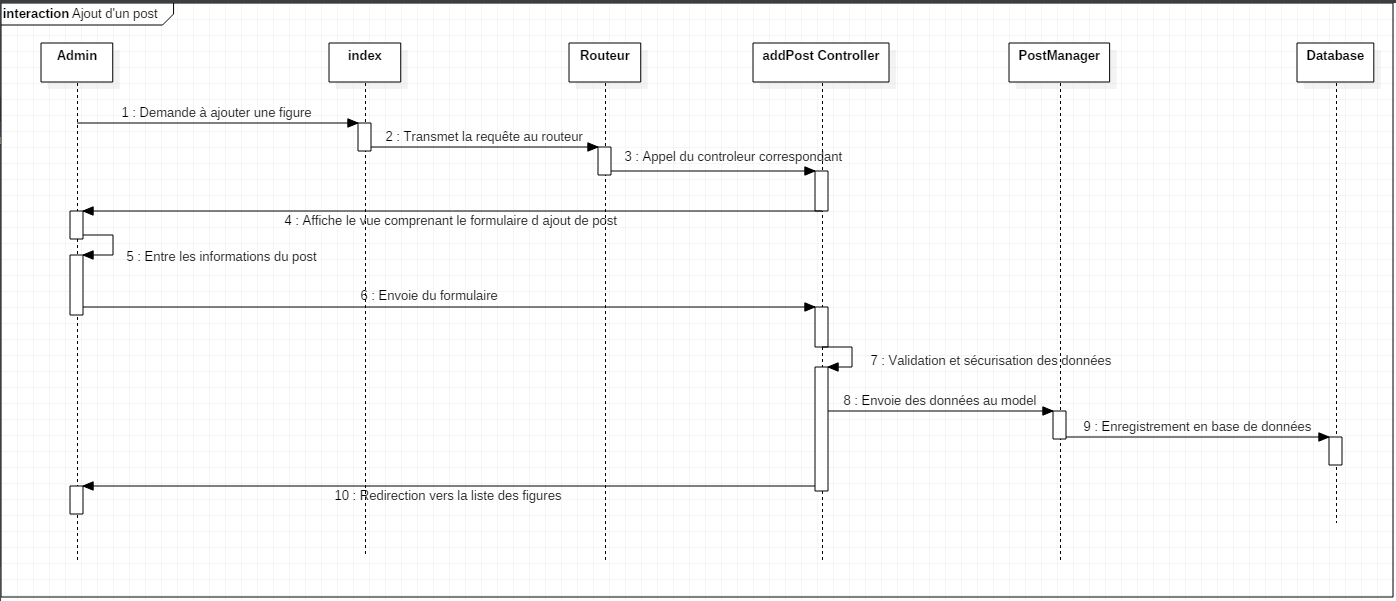 interaction Ajout d'un post
Admin
index
Routeur
addPost Controller
PostManager
Database
1 : Demande à ajouter une figure
2 : Transmet la requête au routeur
3 : Appel du controleur correspondant
4 : Affiche le vue comprenant le formulaire d ajout de post
5 : Entre les informations du post
6 : Envoie du formulaire
7 : Validation et sécurisation des données
8 : Envoie des données au model
9 : Enregistrement en base de données
10 : Redirection vers la liste des figures